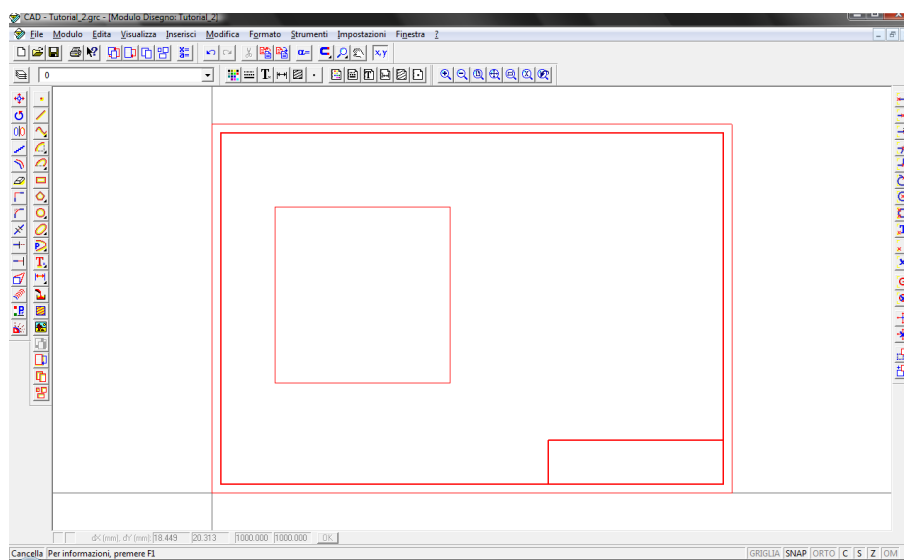 CAD - Tutorial_2.grc - [Modulo Disegno: Tutorial_2]
File Modulo Edita Visualizza Inserisci Modifica Formato Strumenti Impostazioni Finestra ?
α= x,y
0
T
T
P
T
P
dX (mm), dY (mm): 18.449 20.313 1000.000 1000.000 OK
Cancella Per informazioni, premere F1 GRIGLIA SNAP ORTO C S Z OM